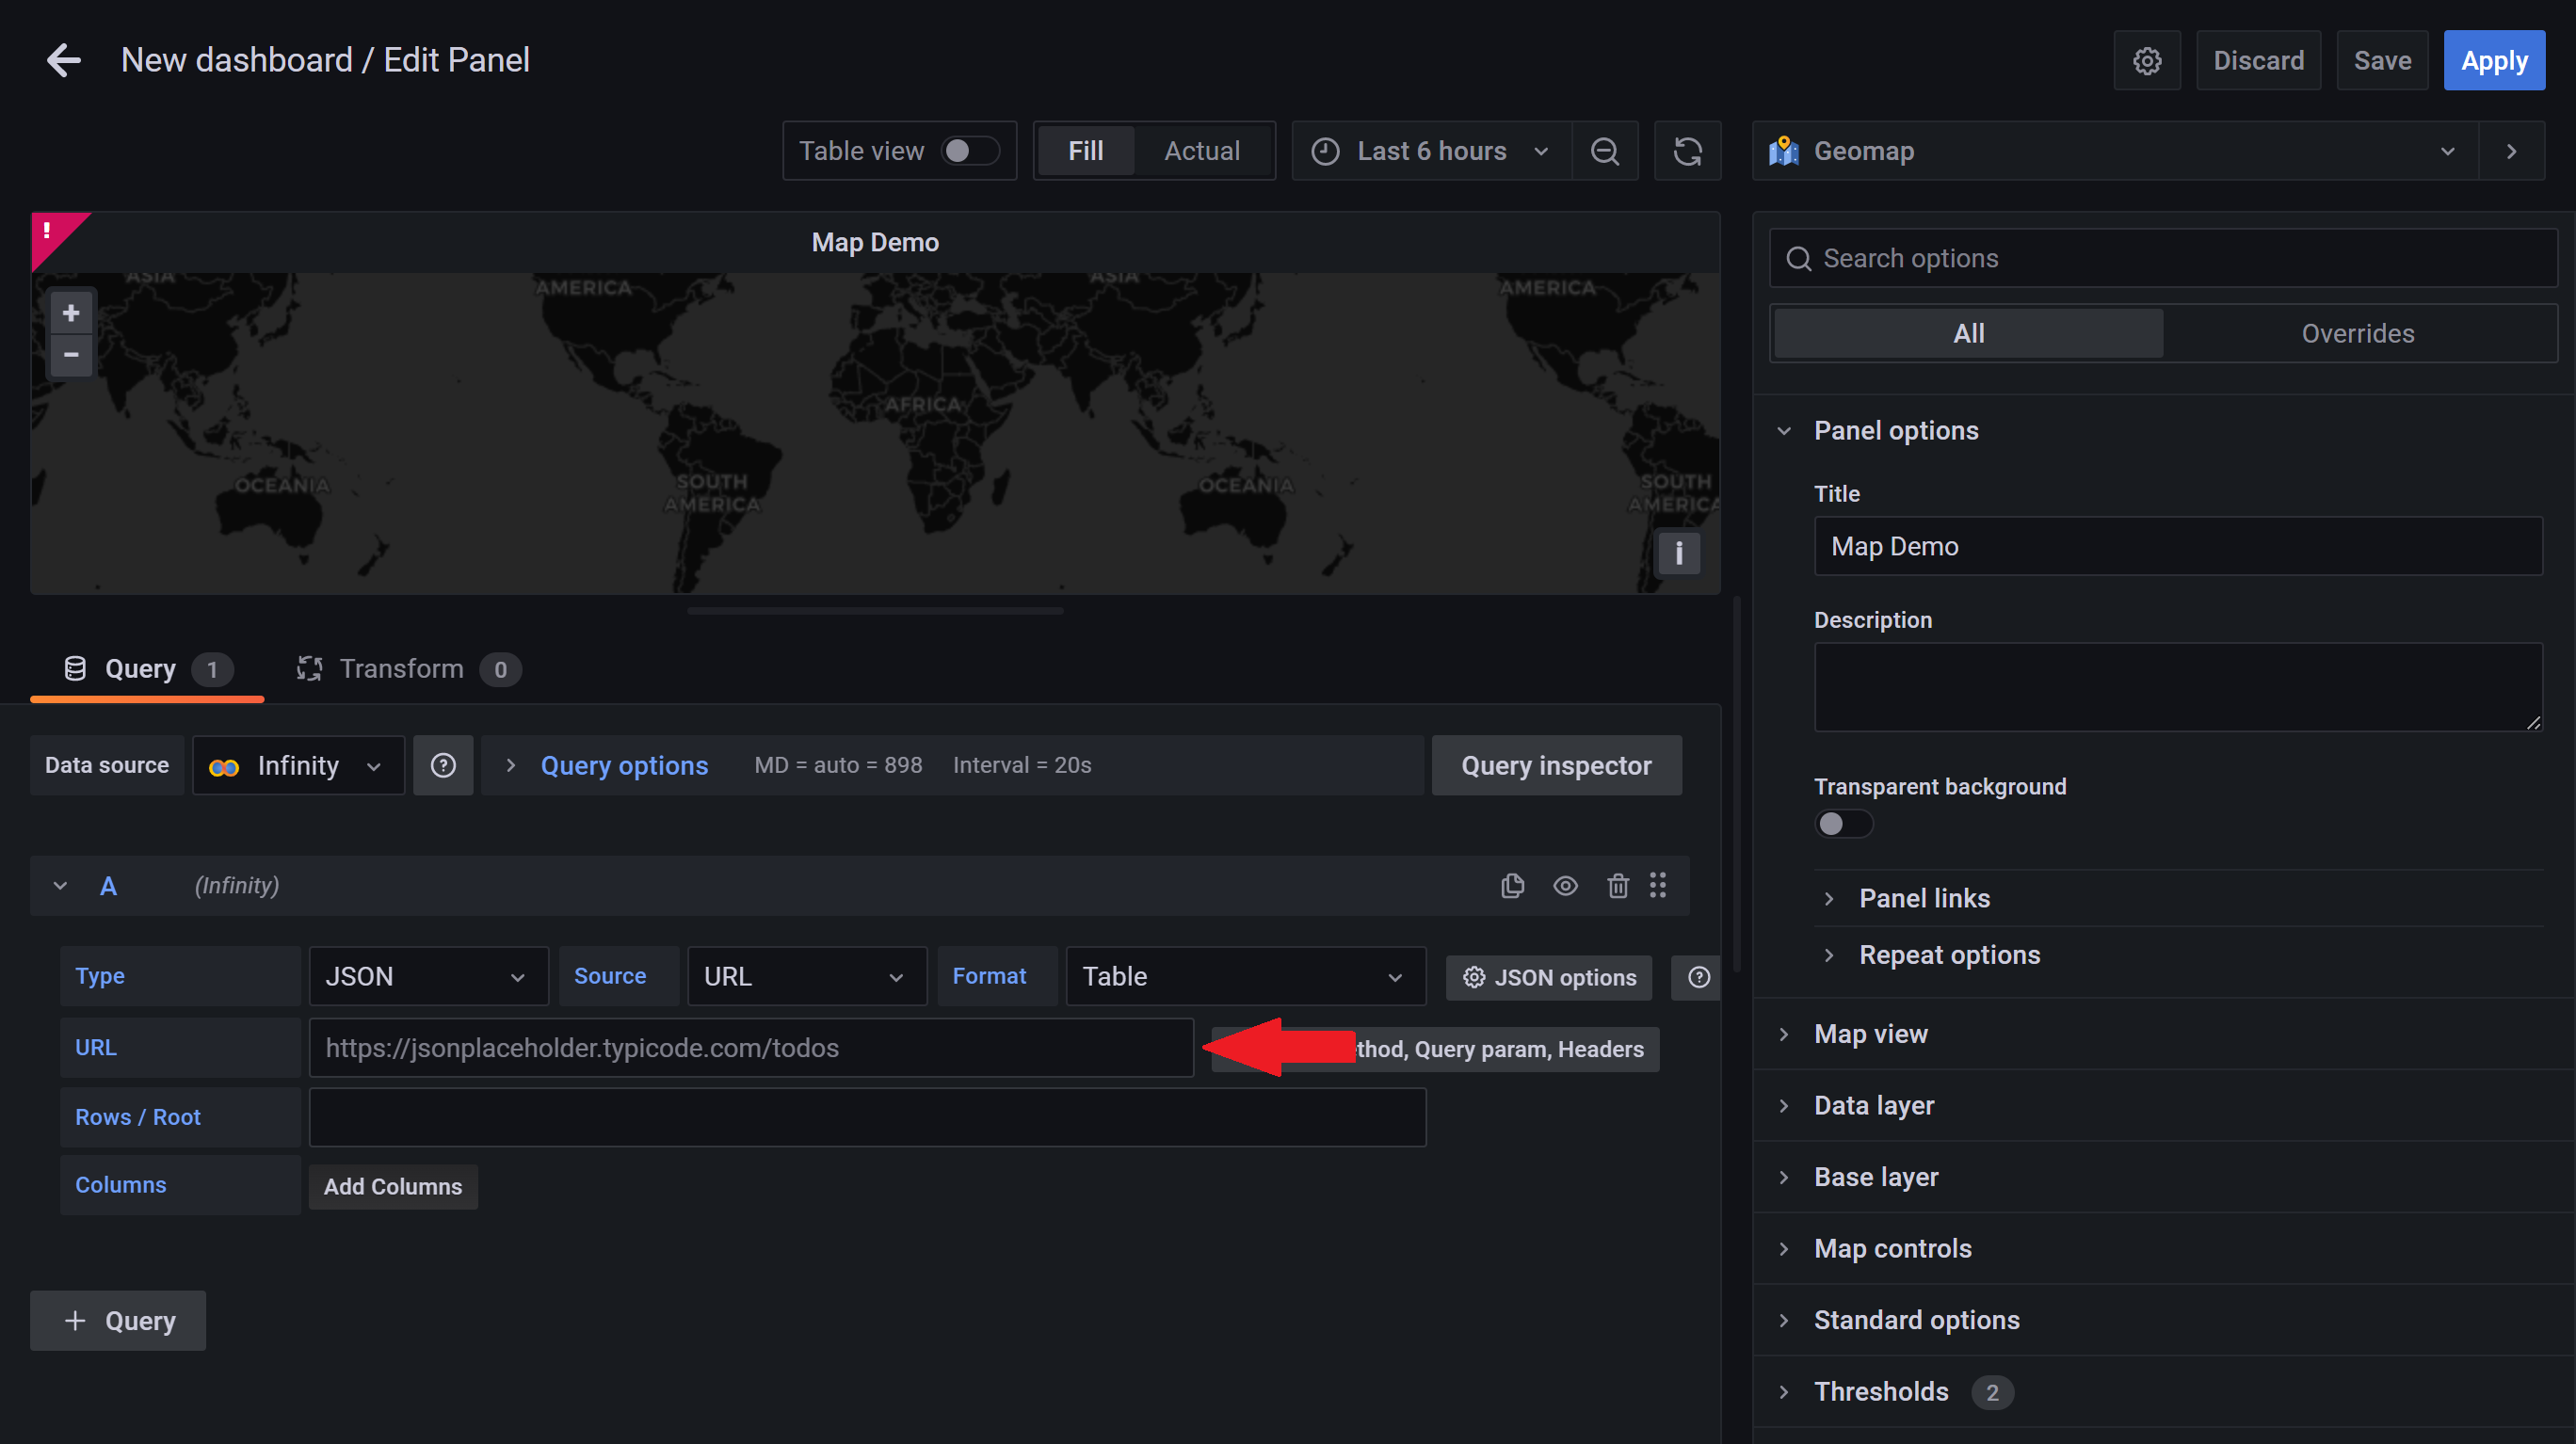 New dashboard / Edit Panel
Discard
Save
Apply
Table view
Fill
Actual
Last 6 hours
Geomap
!
Map Demo
Search options
All
Overrides
ASIA
AMERICA
ASIA
AMERICA
+
−
AFRICA
OCEANIA
SOUTH
AMERICA
OCEANIA
SOUTH
AMERICA
i
Panel options
Title
Map Demo
Description
Transparent background
Panel links
Repeat options
Map view
Data layer
Base layer
Map controls
Standard options
Thresholds 2
Query 1
Transform 0
Data source
Infinity
Query options
MD = auto = 898
Interval = 20s
Query inspector
A
(Infinity)
Type
JSON
Source
URL
Format
Table
JSON options
URL
https://jsonplaceholder.typicode.com/todos
thod, Query param, Headers
Rows / Root
Columns
Add Columns
+ Query